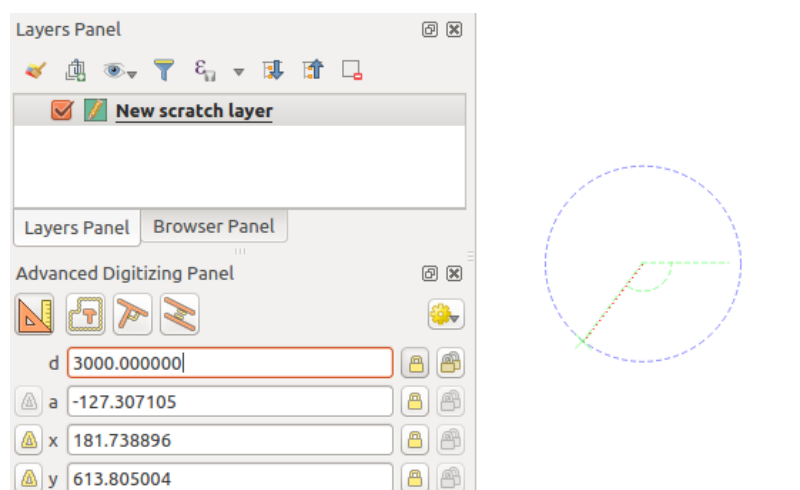 Layers Panel
New scratch layer
Layers Panel
Browser Panel
Advanced Digitizing Panel
d 3000.000000
a -127.307105
x 181.738896
y 613.805004